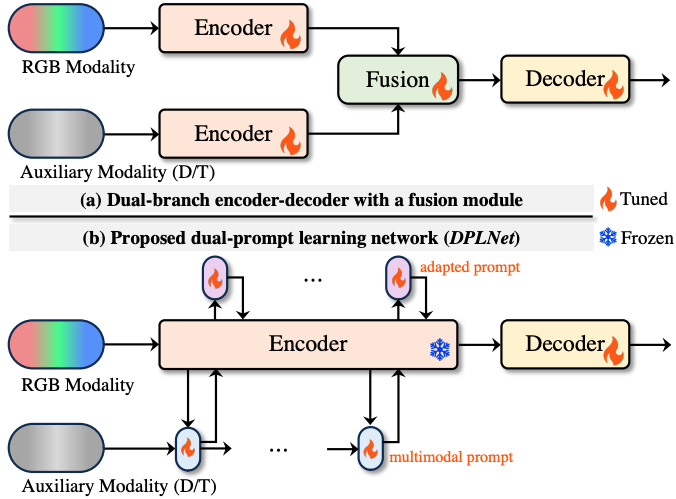 Encoder
RGB Modality
Fusion
Decoder
Encoder
Auxiliary Modality (D/T)
(a) Dual-branch encoder-decoder with a fusion module
Tuned
(b) Proposed dual-prompt learning network (DPLNet)
Frozen
...
adapted prompt
Encoder
Decoder
RGB Modality
...
multimodal prompt
Auxiliary Modality (D/T)